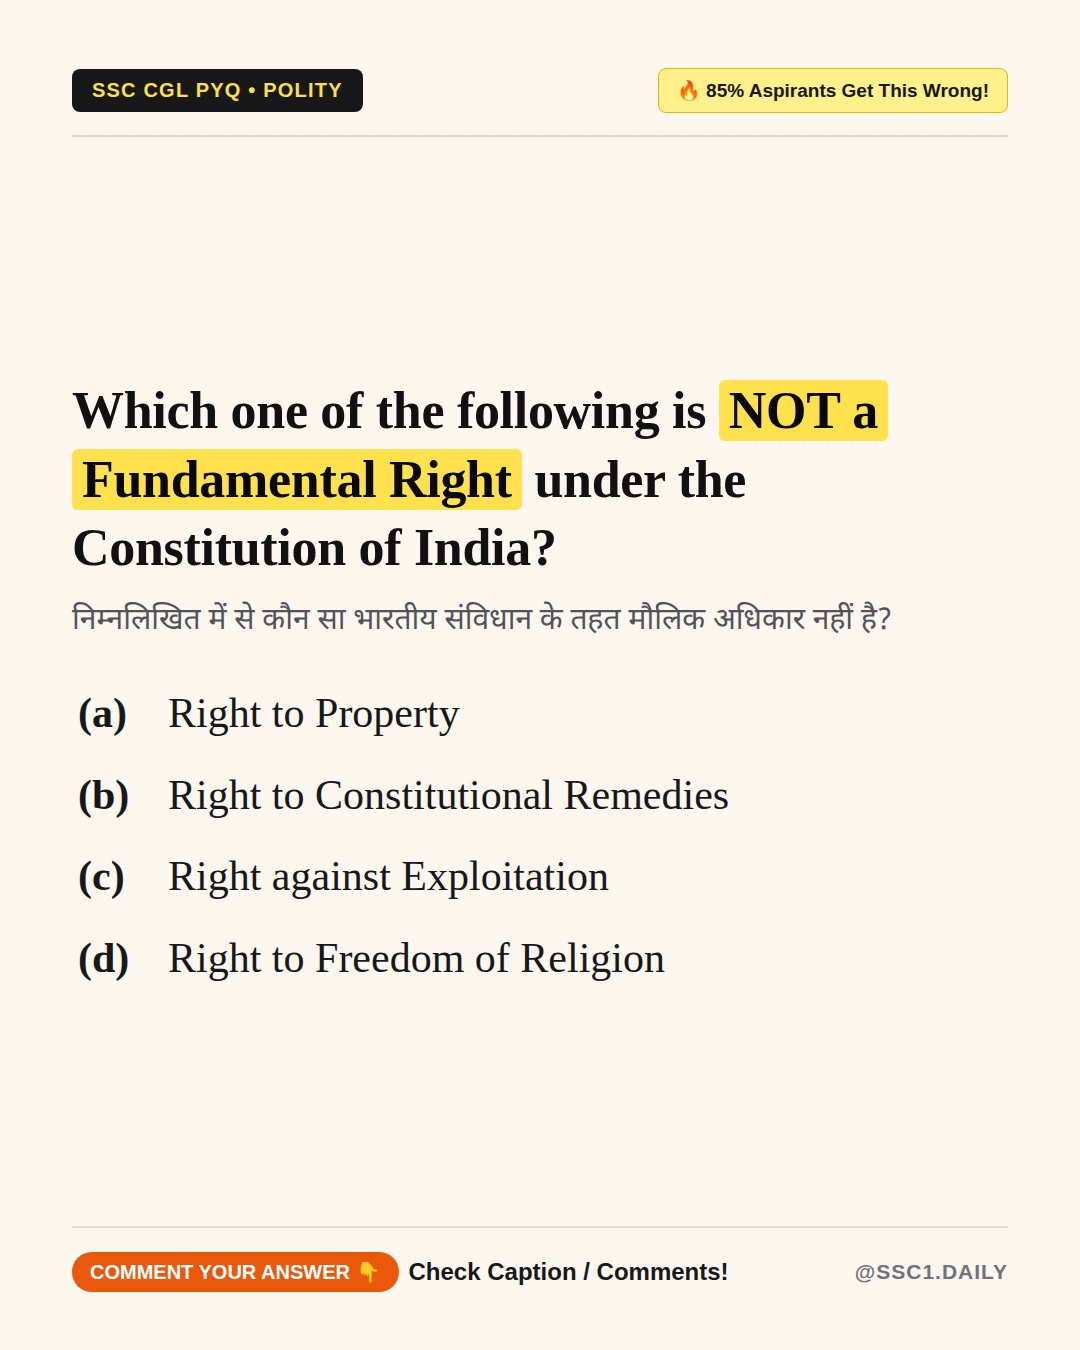 SSC CGL PYQ • POLITY
🔥 85% Aspirants Get This Wrong!
Which one of the following is NOT a
Fundamental Right under the
Constitution of India?
निम्नलिखित में से कौन सा भारतीय संविधान के तहत मौलिक अधिकार नहीं है?
(a) Right to Property
(b) Right to Constitutional Remedies
(c) Right against Exploitation
(d) Right to Freedom of Religion
COMMENT YOUR ANSWER 👇 Check Caption / Comments!
@SSC1.DAILY